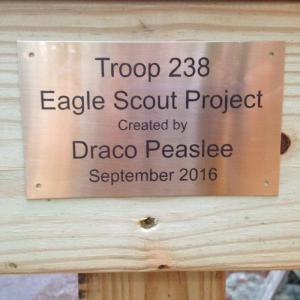 Troop 238
Eagle Scout Project
Created by
Draco Peaslee
September 2016